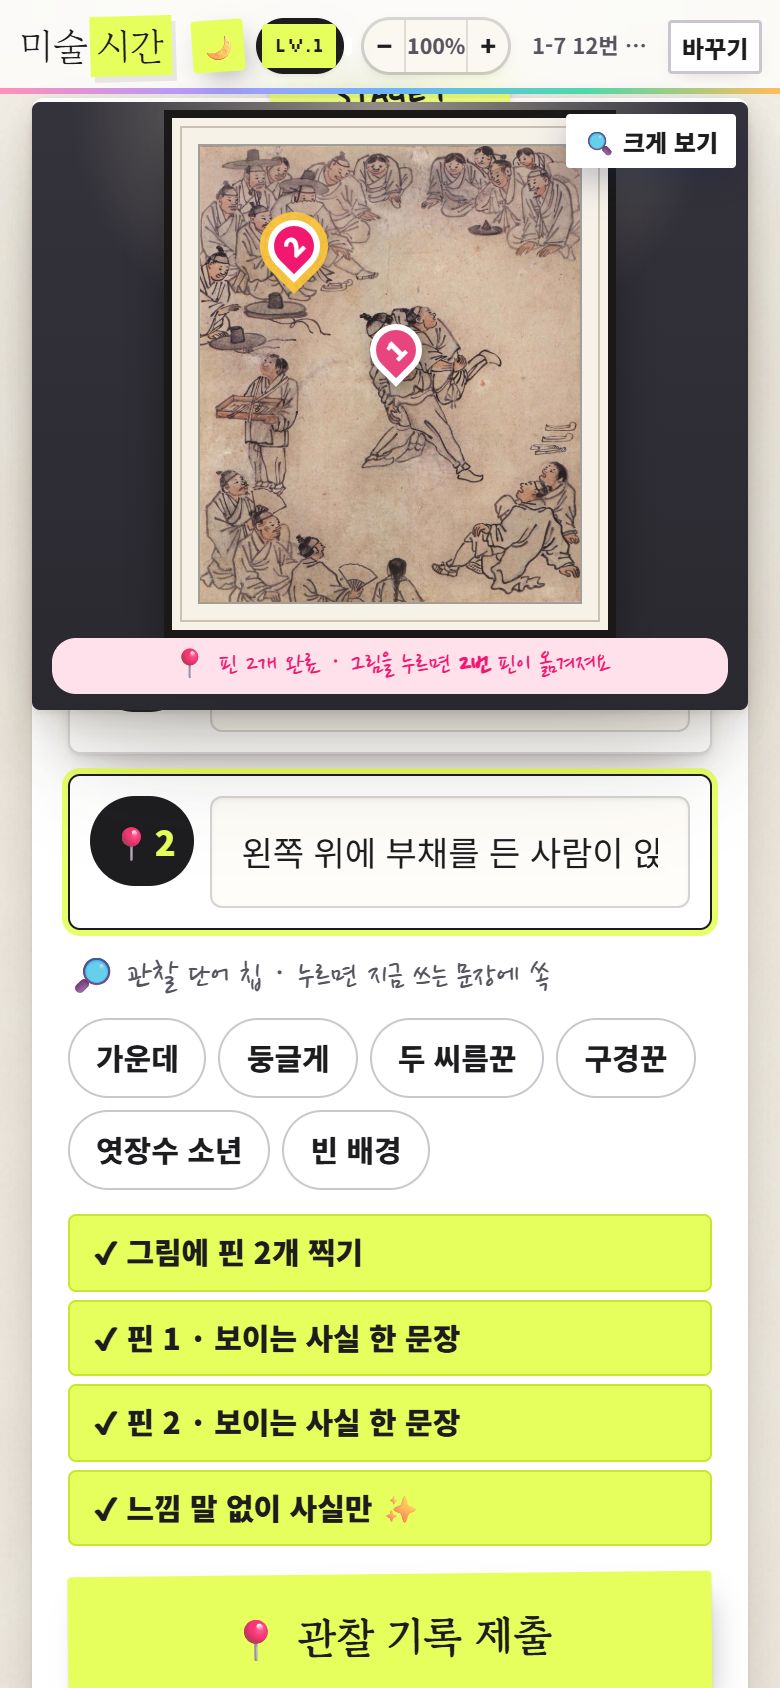 미술 시간 🌙 LV.1 − 100% + 1-7 12번 … 바꾸기
STAGE 1
🔍 크게 보기
2
1
📍 핀 2개 완료 · 그림을 누르면 2번 핀이 옮겨져요
📍2 왼쪽 위에 부채를 든 사람이
🔎 관찰 단어 칩 · 누르면 지금 쓰는 문장에 쏙
가운데 둥글게 두 씨름꾼 구경꾼
엿장수 소년 빈 배경
✓ 그림에 핀 2개 찍기
✓ 핀 1 · 보이는 사실 한 문장
✓ 핀 2 · 보이는 사실 한 문장
✓ 느낌 말 없이 사실만 ✨
📍 관찰 기록 제출